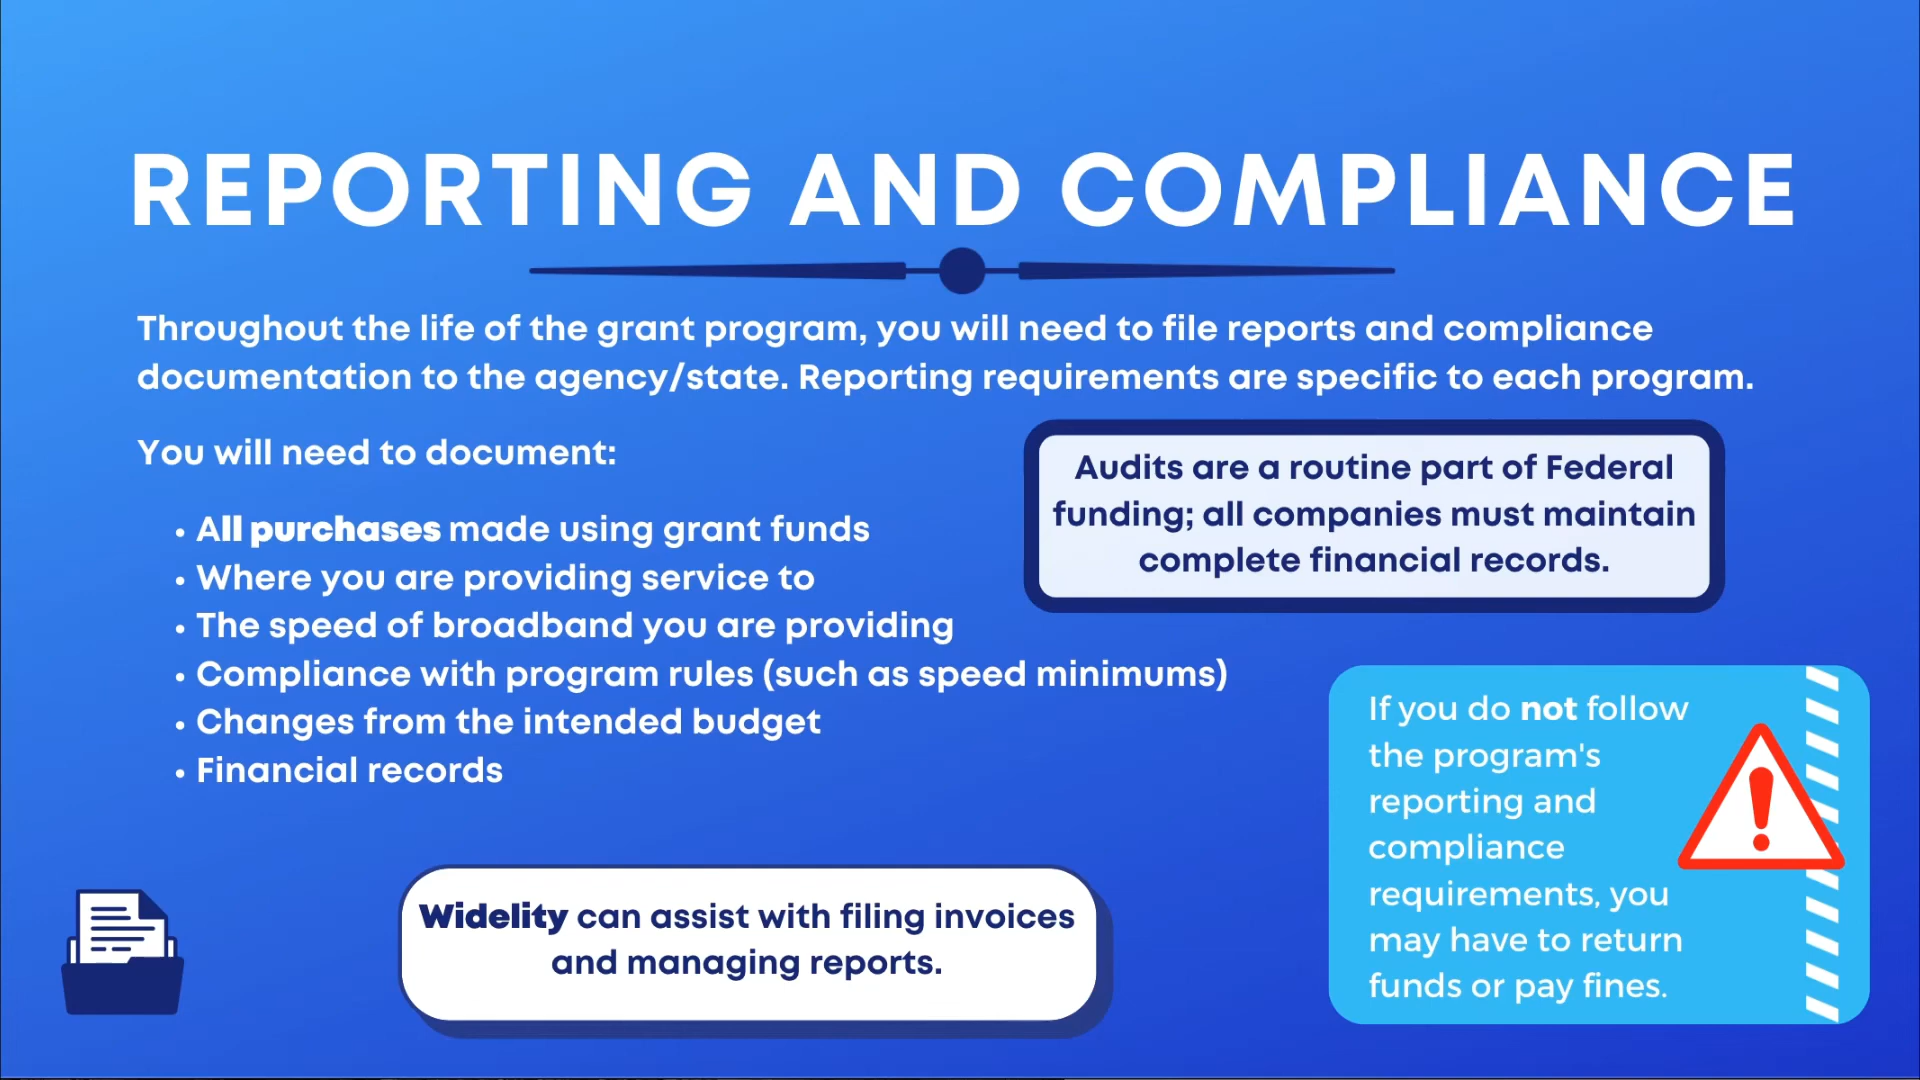 REPORTING AND COMPLIANCE
Throughout the life of the grant program, you will need to file reports and compliance
documentation to the agency/state. Reporting requirements are specific to each program.
You will need to document:
• All purchases made using grant funds
• Where you are providing service to
• The speed of broadband you are providing
• Compliance with program rules (such as speed minimums)
• Changes from the intended budget
• Financial records
Audits are a routine part of Federal
funding; all companies must maintain
complete financial records.
If you do not follow
the program's
reporting and
compliance
requirements, you
may have to return
funds or pay fines.
Widelity can assist with filing invoices
and managing reports.